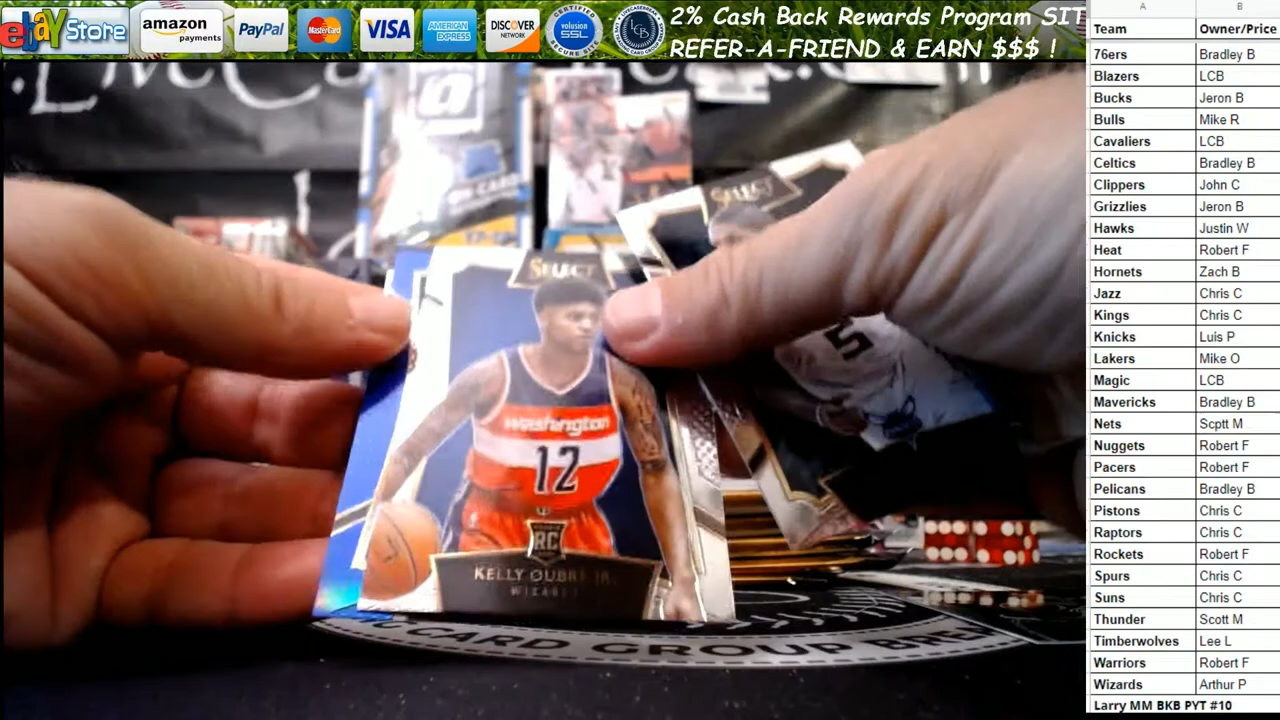 ebay Store
amazon payments
PayPal
MasterCard
VISA
AMERICAN EXPRESS
DISCOVER NETWORK
CERTIFIED
volusion
SSL
SECURE SITE
LCB
2% Cash Back Rewards Program SIT
REFER-A-FRIEND & EARN $$$ !
A B
Team Owner/Price
76ers Bradley B
Blazers LCB
Bucks Jeron B
Bulls Mike R
Cavaliers LCB
Celtics Bradley B
Clippers John C
Grizzlies Jeron B
Hawks Justin W
Heat Robert F
Hornets Zach B
Jazz Chris C
Kings Chris C
Knicks Luis P
Lakers Mike O
Magic LCB
Mavericks Bradley B
Nets Scptt M
Nuggets Robert F
Pacers Robert F
Pelicans Bradley B
Pistons Chris C
Raptors Chris C
Rockets Robert F
Spurs Chris C
Suns Chris C
Thunder Scott M
Timberwolves Lee L
Warriors Robert F
Wizards Arthur P
Larry MM BKB PYT #10
SELECT
SELECT
5
Washington
12
RC
KELLY OUBRE JR.
WIZARDS
CARD GROUP BREA